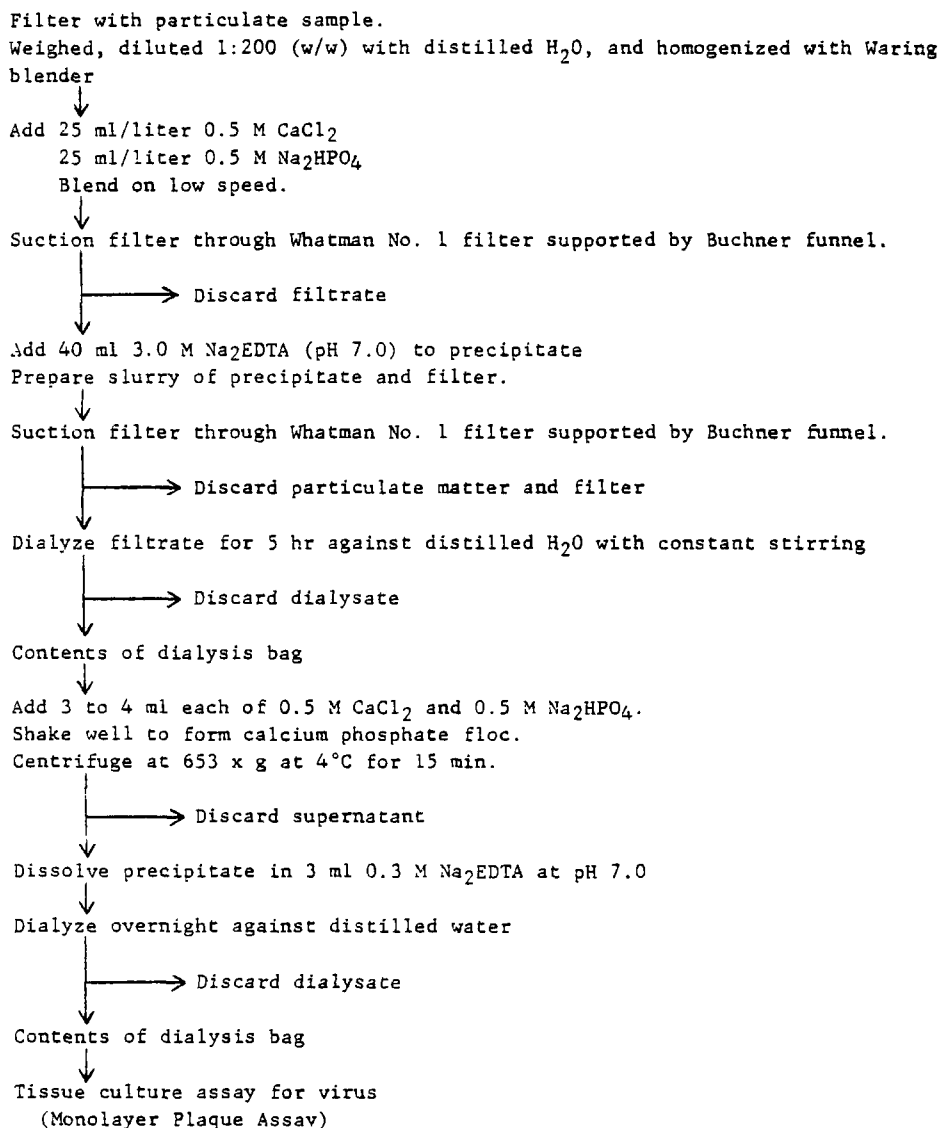 Filter with particulate sample.
Weighed, diluted 1:200 (w/w) with distilled H2O, and homogenized with Waring
blender
Add 25 ml/liter 0.5 M CaCl2
25 ml/liter 0.5 M Na2HPO4
Blend on low speed.
Suction filter through Whatman No. 1 filter supported by Buchner funnel.
Discard filtrate
Add 40 ml 3.0 M Na2EDTA (pH 7.0) to precipitate
Prepare slurry of precipitate and filter.
Suction filter through Whatman No. 1 filter supported by Buchner funnel.
Discard particulate matter and filter
Dialyze filtrate for 5 hr against distilled H2O with constant stirring
Discard dialysate
Contents of dialysis bag
Add 3 to 4 ml each of 0.5 M CaCl2 and 0.5 M Na2HPO4.
Shake well to form calcium phosphate floc.
Centrifuge at 653 x g at 4°C for 15 min.
Discard supernatant
Dissolve precipitate in 3 ml 0.3 M Na2EDTA at pH 7.0
Dialyze overnight against distilled water
Discard dialysate
Contents of dialysis bag
Tissue culture assay for virus
(Monolayer Plaque Assay)